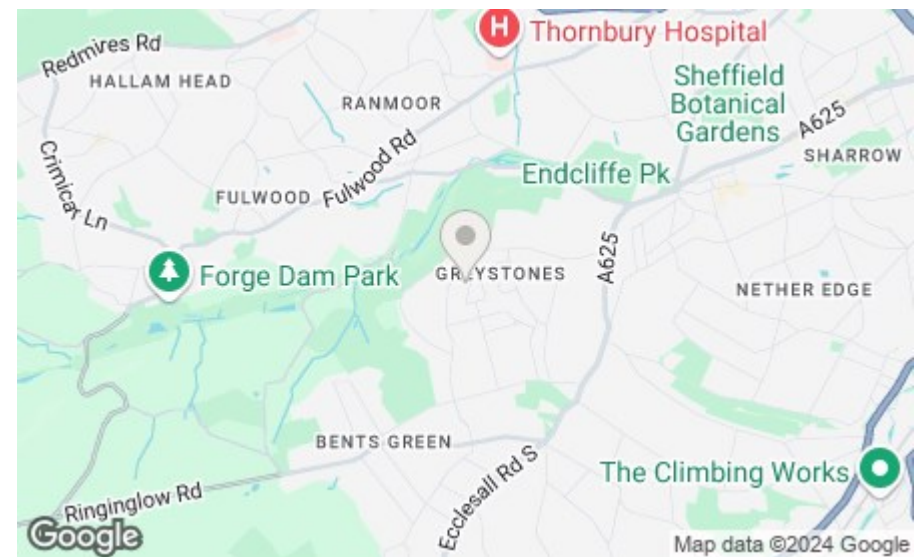 H Thornbury Hospital
Redmires Rd
HALLAM HEAD
RANMOOR
Sheffield
Botanical
Gardens
A625
SHARROW
Crimicar Ln
FULWOOD
Fulwood Rd
Endcliffe Pk
Forge Dam Park
GREYSTONES
A625
NETHER EDGE
BENTS GREEN
Ecclesall Rd S
The Climbing Works
Ringinglow Rd
Google
Map data ©2024 Google